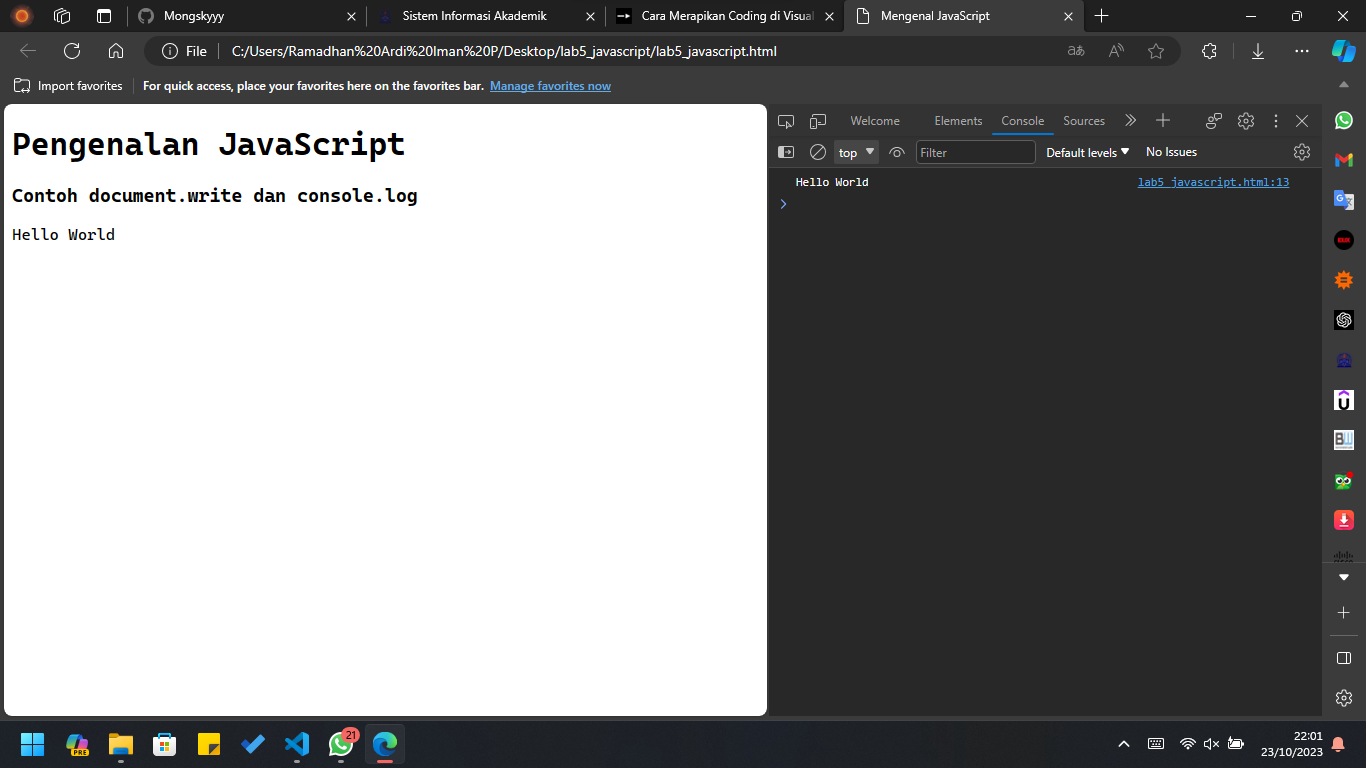 Mongskyyy
Sistem Informasi Akademik
Cara Merapikan Coding di Visual
Mengenal JavaScript
File
C:/Users/Ramadhan%20Ardi%20Iman%20P/Desktop/lab5_javascript/lab5_javascript.html
Import favorites
For quick access, place your favorites here on the favorites bar. Manage favorites now
Pengenalan JavaScript
Contoh document.write dan console.log
Hello World
Welcome
Elements
Console
Sources
top
Filter
Default levels
No Issues
Hello World
lab5_javascript.html:13
PRE
21
22:01
23/10/2023